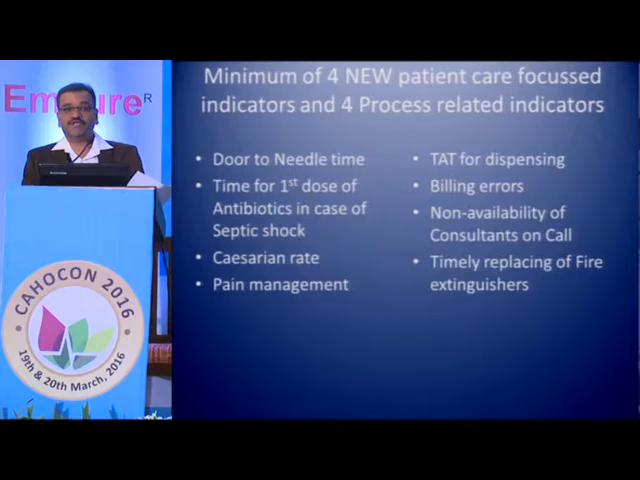 Minimum of 4 NEW patient care focussed
indicators and 4 Process related indicators
• Door to Needle time
• Time for 1st dose of
Antibiotics in case of
Septic shock
• Caesarian rate
• Pain management
• TAT for dispensing
• Billing errors
• Non-availability of
Consultants on Call
• Timely replacing of Fire
extinguishers
CAHOCON 2016
19th & 20th March, 2016